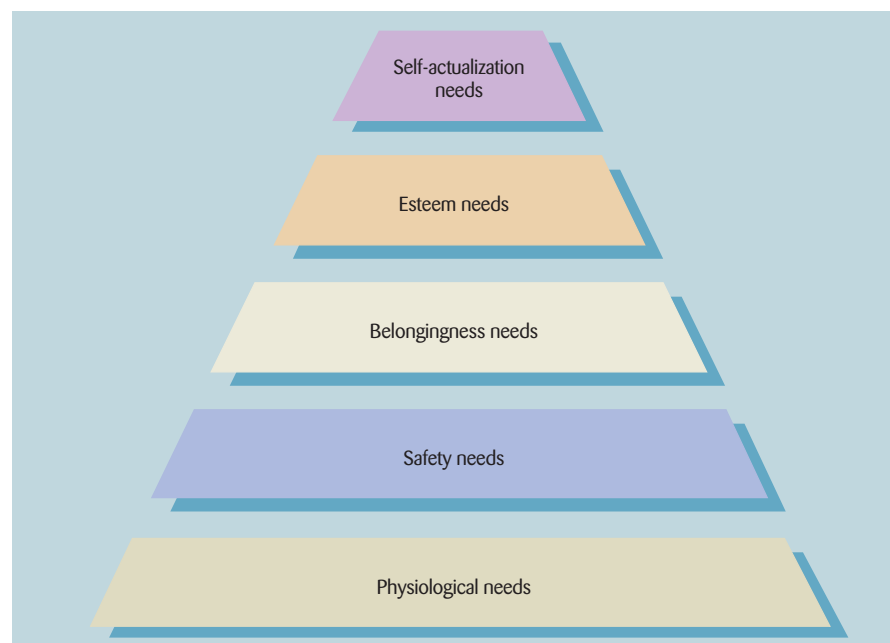 Self-actualization
needs
Esteem needs
Belongingness needs
Safety needs
Physiological needs